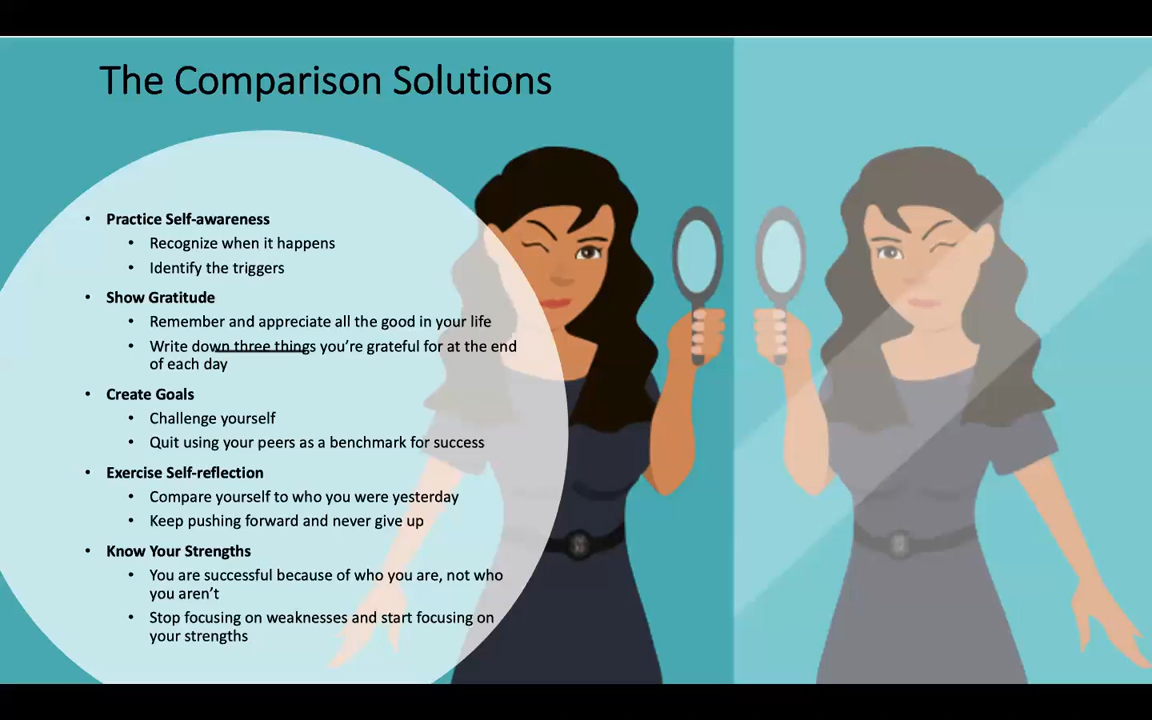 The Comparison Solutions
• Practice Self-awareness
• Recognize when it happens
• Identify the triggers
• Show Gratitude
• Remember and appreciate all the good in your life
• Write down three things you’re grateful for at the end
of each day
• Create Goals
• Challenge yourself
• Quit using your peers as a benchmark for success
• Exercise Self-reflection
• Compare yourself to who you were yesterday
• Keep pushing forward and never give up
• Know Your Strengths
• You are successful because of who you are, not who
you aren’t
• Stop focusing on weaknesses and start focusing on
your strengths